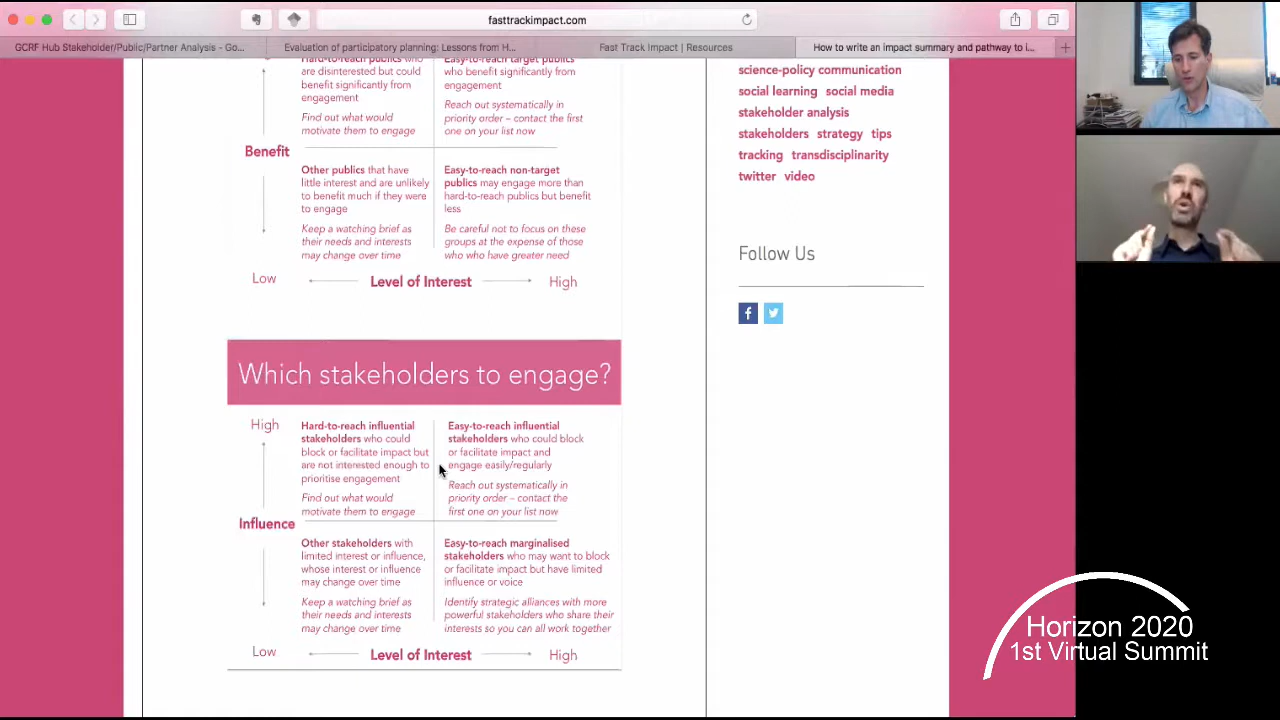 fasttrackimpact.com
GCRF Hub Stakeholder/Public/Partner Analysis - Go...
Evaluation of participatory planning: Lessons from H...
Fast Track Impact | Resources
How to write an impact summary and pathway to i...
Hard-to-reach publics who
are disinterested but could
benefit significantly from
engagement
Find out what would
motivate them to engage
Easy-to-reach target publics
who benefit significantly from
engagement
Reach out systematically in
priority order – contact the first
one on your list now
Benefit
Other publics that have
little interest and are unlikely
to benefit much if they were
to engage
Keep a watching brief as
their needs and interests
may change over time
Easy-to-reach non-target
publics may engage more than
hard-to-reach publics but benefit
less
Be careful not to focus on these
groups at the expense of those
who who have greater need
Low
Level of Interest
High
Which stakeholders to engage?
High
Hard-to-reach influential
stakeholders who could
block or facilitate impact but
are not interested enough to
prioritise engagement
Find out what would
motivate them to engage
Easy-to-reach influential
stakeholders who could block
or facilitate impact and
engage easily/regularly
Reach out systematically in
priority order – contact the
first one on your list now
Influence
Other stakeholders with
limited interest or influence,
whose interest or influence
may change over time
Keep a watching brief as
their needs and interests
may change over time
Easy-to-reach marginalised
stakeholders who may want to block
or facilitate impact but have limited
influence or voice
Identify strategic alliances with more
powerful stakeholders who share their
interests so you can all work together
Low
Level of Interest
High
science-policy communication
social learning social media
stakeholder analysis
stakeholders strategy tips
tracking transdisciplinarity
twitter video
Follow Us
Horizon 2020
1st Virtual Summit